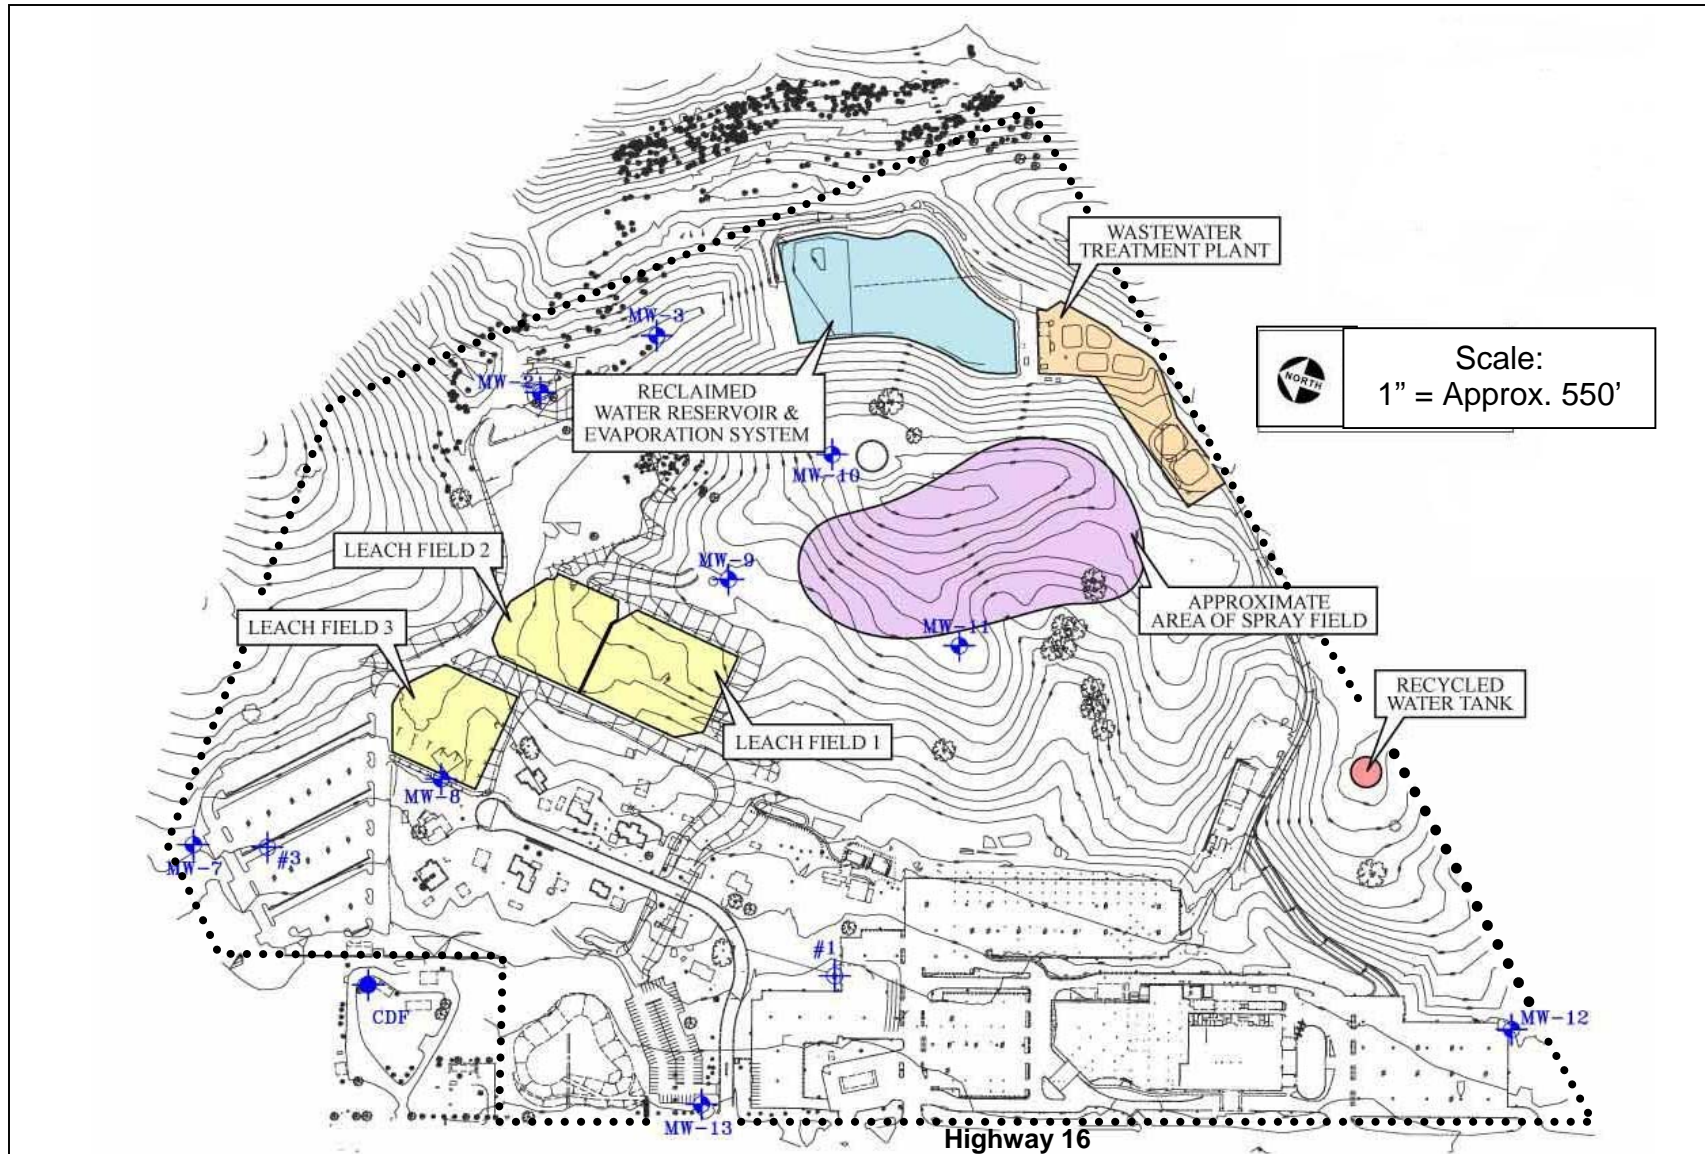 WASTEWATER
TREATMENT PLANT
MW-3
Scale:
1” = Approx. 550’
NORTH
MW-2
RECLAIMED
WATER RESERVOIR &
EVAPORATION SYSTEM
MW-10
LEACH FIELD 2
MW-9
APPROXIMATE
AREA OF SPRAY FIELD
LEACH FIELD 3
MW-11
RECYCLED
WATER TANK
LEACH FIELD 1
MW-8
#3
MW-7
#1
CDF
MW-12
MW-13
Highway 16